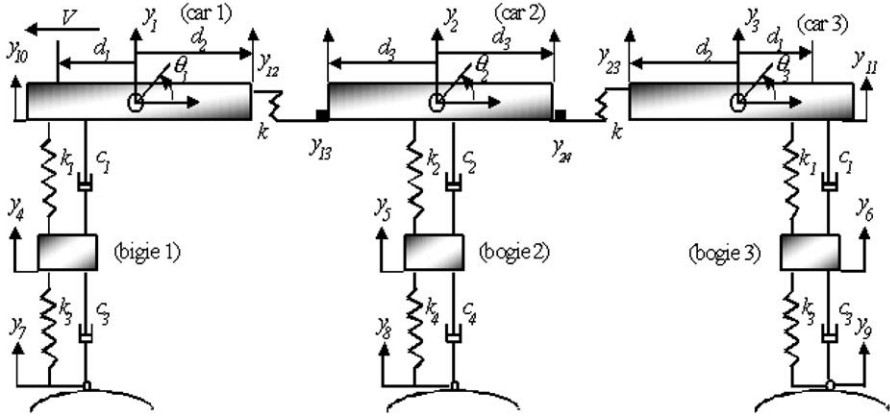 V y₁ (car 1) y₂ (car 2) y₃ (car 3)
y₁₀ d₁ d₂ y₁₂ d₃ d₃ y₂₃ d₂ d₁ y₁₁
θ₁ θ₂ θ₃
k y₁₃ y₂₄ k
k₁ c₁ k₂ c₂ k₁ c₁
y₄ (bigie 1) y₅ (bogie 2) (bogie 3) y₆
k₃ c₃ k₄ c₄ k₃ c₃
y₇ y₈ y₉